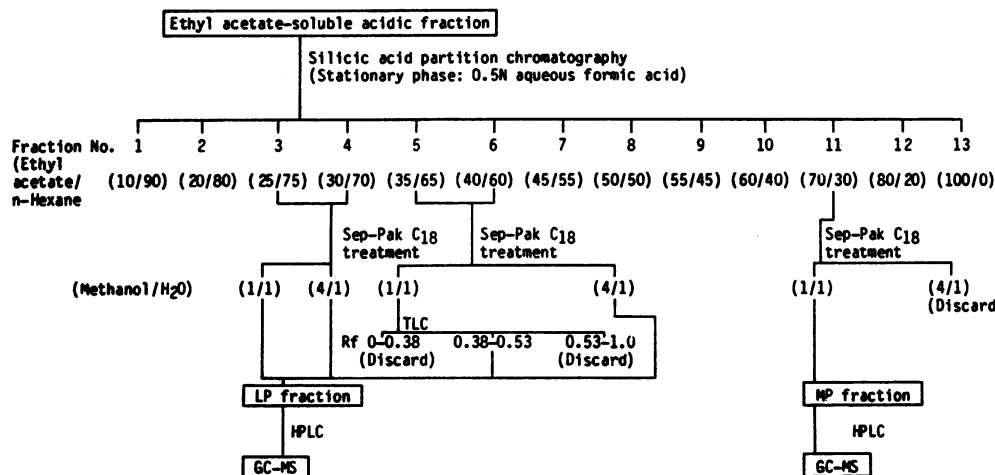 Ethyl acetate-soluble acidic fraction
Silicic acid partition chromatography
(Stationary phase: 0.5N aqueous formic acid)
Fraction No. 1 2 3 4 5 6 7 8 9 10 11 12 13
(Ethyl
acetate/ (10/90) (20/80) (25/75) (30/70) (35/65) (40/60) (45/55) (50/50) (55/45) (60/40) (70/30) (80/20) (100/0)
n-Hexane
Sep-Pak C18 Sep-Pak C18 Sep-Pak C18
treatment treatment treatment
(Methanol/H2O) (1/1) (4/1) (1/1) (4/1) (1/1) (4/1)
(Discard
TLC
Rf 0-0.38 0.38-0.53 0.53-1.0
(Discard) (Discard)
LP fraction MP fraction
HPLC HPLC
GC-MS GC-MS